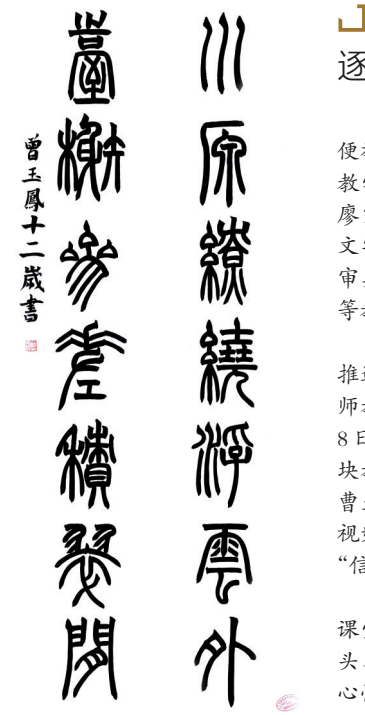 川原繚繞浮雲外
臺榭參差積翠閒
曾玉鳳十二歲書
逐
便
教
廖
文
审
等
推
师
8日
块
曹
视
“信
课
头
心